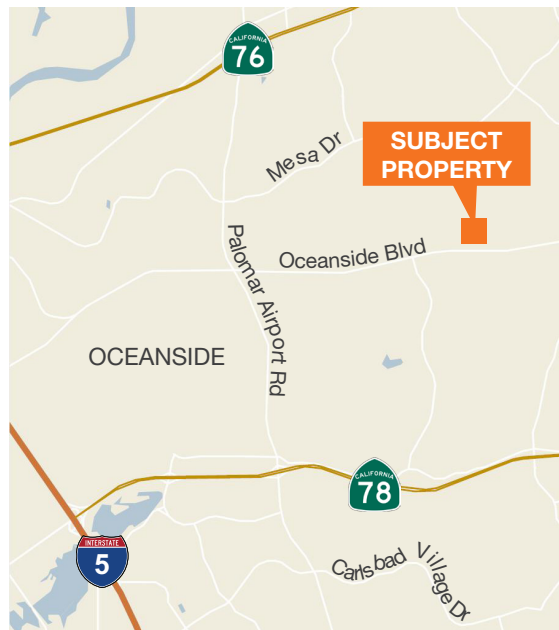 CALIFORNIA
76
Mesa Dr
SUBJECT
PROPERTY
Palomar Airport Rd
Oceanside Blvd
OCEANSIDE
CALIFORNIA
78
INTERSTATE
5
Carlsbad Village Dr